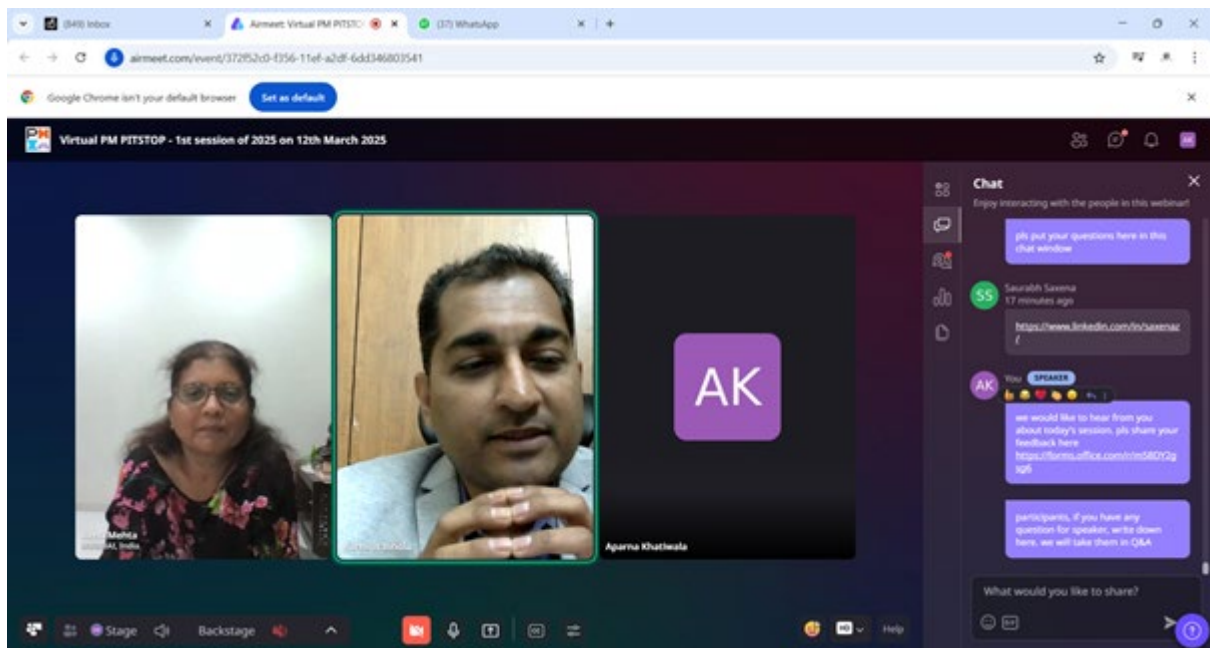 (849) Inbox
Airmeet: Virtual PM PITSTO
(37) WhatsApp
airmeet.com/event/372f52c0-f356-11ef-a2df-6dd346803541
Google Chrome isn't your default browser
Set as default
Virtual PM PITSTOP - 1st session of 2025 on 12th March 2025
AK
Mehta
India
Aparna Khatiwala
Chat
Enjoy interacting with the people in this webinar!
pls put your questions here in this
chat window
SS
Saurabh Saxena
17 minutes ago
https://www.linkedin.com/in/saxenaz
/
AK
You
SPEAKER
we would like to hear from you
about today's session, pls share your
feedback here
participants, if you have any
question for speaker, write down
here. we will take them in Q&A
What would you like to share?
Stage
Backstage
Help